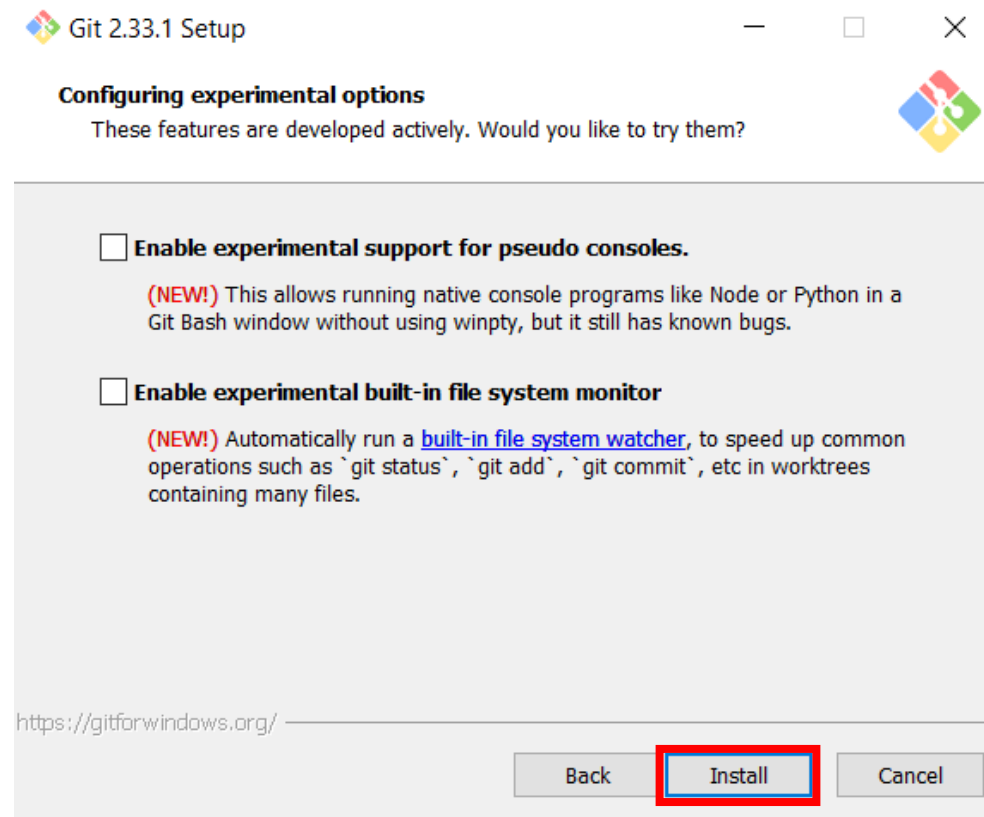 Git 2.33.1 Setup
Configuring experimental options
These features are developed actively. Would you like to try them?
Enable experimental support for pseudo consoles.
(NEW!) This allows running native console programs like Node or Python in a
Git Bash window without using winpty, but it still has known bugs.
Enable experimental built-in file system monitor
(NEW!) Automatically run a built-in file system watcher, to speed up common
operations such as `git status`, `git add`, `git commit`, etc in worktrees
containing many files.
https://gitforwindows.org/
Back Install Cancel